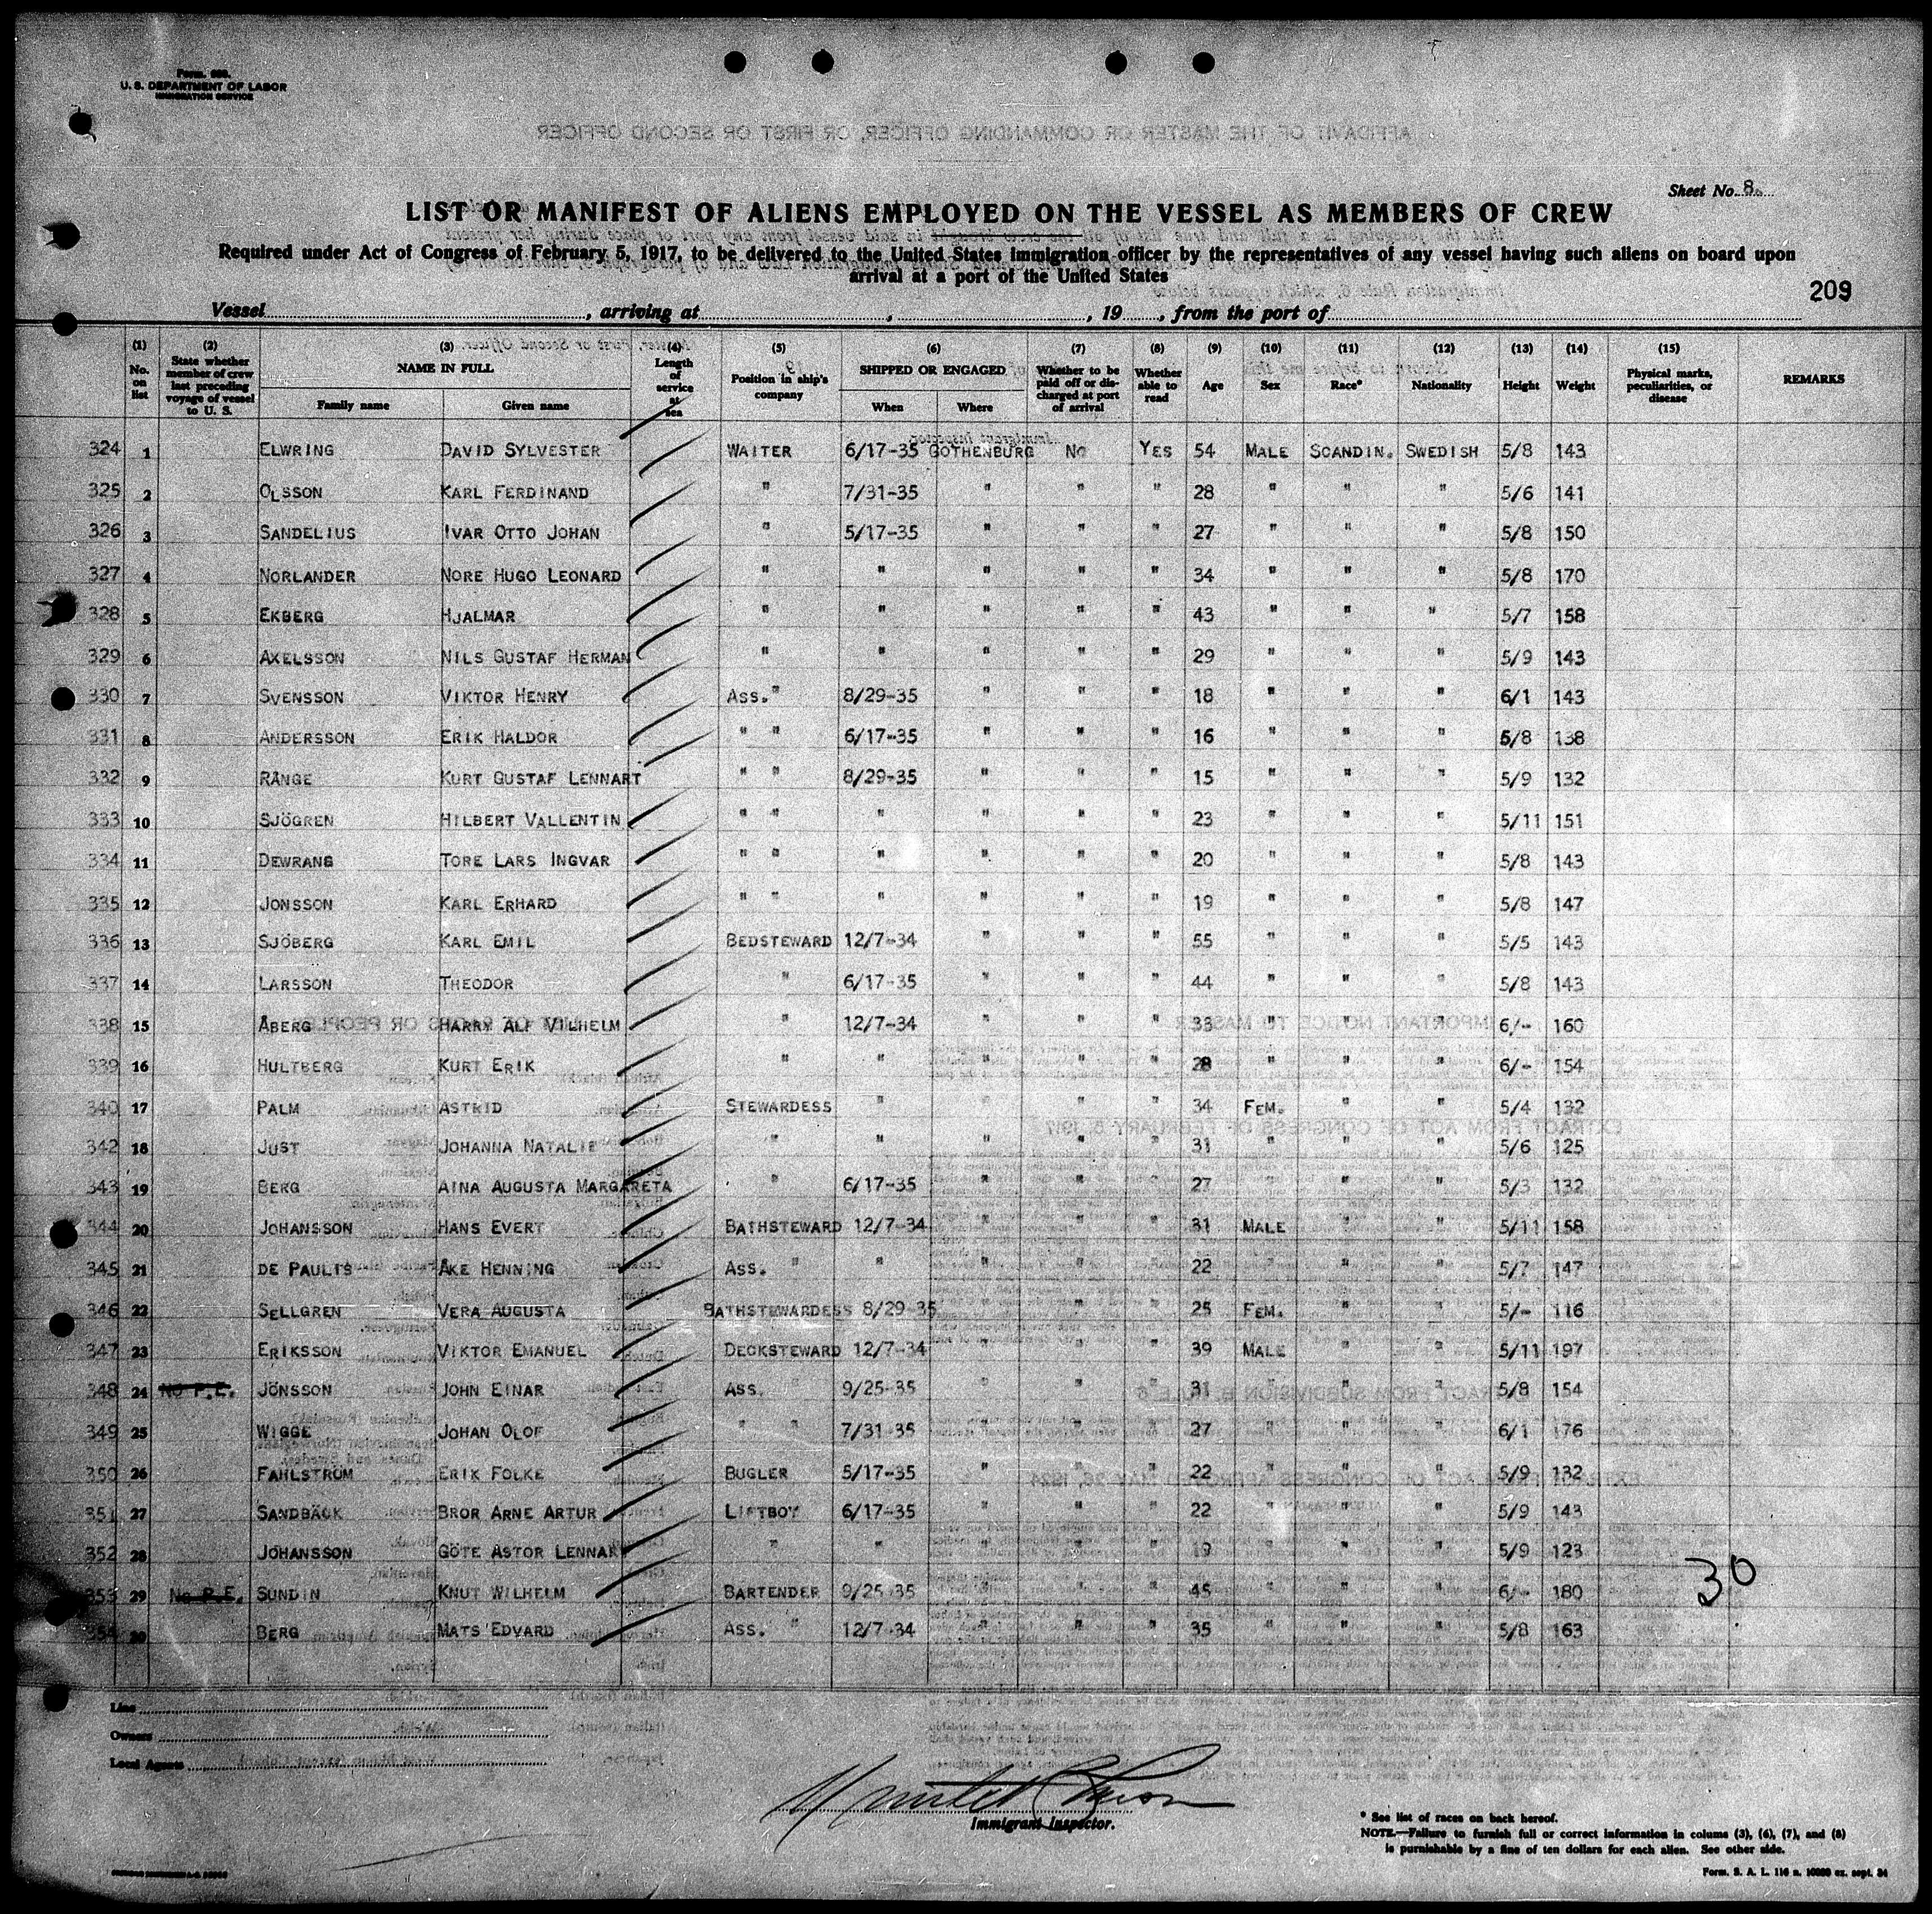 U. S. DEPARTMENT OF LABOR
IMMIGRATION SERVICE
AFFIDAVIT OF THE MASTER OR COMMANDING OFFICER, OR FIRST OR SECOND OFFICER
Sheet No. 8.
LIST OR MANIFEST OF ALIENS EMPLOYED ON THE VESSEL AS MEMBERS OF CREW
Required under Act of Congress of February 5, 1917, to be delivered to the United States immigration officer by the representatives of any vessel having such aliens on board upon
arrival at a port of the United States
209
Vessel , arriving at , , 19 , from the port of
(1) No. on list (2) State whether member of crew last preceding voyage of vessel to U. S. (3) NAME IN FULL Family name Given name (4) Length of service at sea (5) Position in ship's company (6) SHIPPED OR ENGAGED When Where (7) Whether to be paid off or discharged at port of arrival (8) Whether able to read (9) Age (10) Sex (11) Race* (12) Nationality (13) Height (14) Weight (15) Physical marks, peculiarities, or disease REMARKS
324 1 ELWRING DAVID SYLVESTER WAITER 6/17-35 GOTHENBURG NO YES 54 MALE SCANDIN. SWEDISH 5/8 143
325 2 OLSSON KARL FERDINAND " 7/31-35 " " " 28 " " " 5/6 141
326 3 SANDELIUS IVAR OTTO JOHAN " 5/17-35 " " " 27 " " " 5/8 150
327 4 NORLANDER NORE HUGO LEONARD " " " " " 34 " " " 5/8 170
328 5 EKBERG HJALMAR " " " " " 43 " " " 5/7 158
329 6 AXELSSON NILS GUSTAF HERMAN " " " " " 29 " " " 5/9 143
330 7 SVENSSON VIKTOR HENRY ASS. " 8/29-35 " " " 18 " " " 6/1 143
331 8 ANDERSSON ERIK HALDOR " " 6/17-35 " " " 16 " " " 5/8 138
332 9 RÅNGE KURT GUSTAF LENNART " " 8/29-35 " " " 15 " " " 5/9 132
333 10 SJÖGREN HILBERT VALLENTIN " " " " " " 23 " " " 5/11 151
334 11 DEWRANG TORE LARS INGVAR " " " " " " 20 " " " 5/8 143
335 12 JONSSON KARL ERHARD " " " " " " 19 " " " 5/8 147
336 13 SJÖBERG KARL EMIL BEDSTEWARD 12/7-34 " " " 55 " " " 5/5 143
337 14 LARSSON THEODOR " 6/17-35 " " " 44 " " " 5/8 143
338 15 ÅBERG HARRY ALF VILHELM " 12/7-34 " " " 33 " " " 6/- 160
339 16 HULTBERG KURT ERIK " " " " " 28 " " " 6/- 154
340 17 PALM ASTRID STEWARDESS " " " " 34 FEM. " " 5/4 132
342 18 JUST JOHANNA NATALIE " " " " " 31 " " " 5/6 125
343 19 BERG AINA AUGUSTA MARGARETA " 6/17-35 " " " 27 " " " 5/3 132
344 20 JOHANSSON HANS EVERT BATHSTEWARD 12/7-34 " " " 31 MALE " " 5/11 158
345 21 DE PAULIS ÅKE HENNING ASS. " " " " " 22 " " " 5/7 147
346 22 SELLGREN VERA AUGUSTA BATHSTEWARDESS 8/29-35 " " " 25 FEM. " " 5/- 116
347 23 ERIKSSON VIKTOR EMANUEL DECKSTEWARD 12/7-34 " " " 39 MALE " " 5/11 197
348 24 NO P.E. JÖNSSON JOHN EINAR ASS. " 9/25-35 " " " 31 " " " 5/8 154
349 25 WIGGE JOHAN OLOF " " 7/31-35 " " " 27 " " " 6/1 176
350 26 FAHLSTRÖM ERIK FOLKE BUGLER 5/17-35 " " " 22 " " " 5/9 132
351 27 SANDBÄCK BROR ARNE ARTUR LIFTBOY 6/17-35 " " " 22 " " " 5/9 143
352 28 JOHANSSON GÖTE ASTOR LENNART " " " " " 19 " " " 5/9 123
353 29 NO P.E. SUNDIN KNUT WILHELM BARTENDER 9/25-35 " " " 45 " " " 6/- 180
354 30 BERG MATS EDVARD ASS. " 12/7-34 " " " 35 " " " 5/8 163
30
Line
Owners
Local Agents
Immigrant Inspector.
* See list of races on back hereof.
NOTE.—Failure to furnish full or correct information in colums (3), (6), (7), and (8)
is punishable by a fine of ten dollars for each alien. See other side.
Form. S. A. L. 116 n. 10000 ex. sept. 34